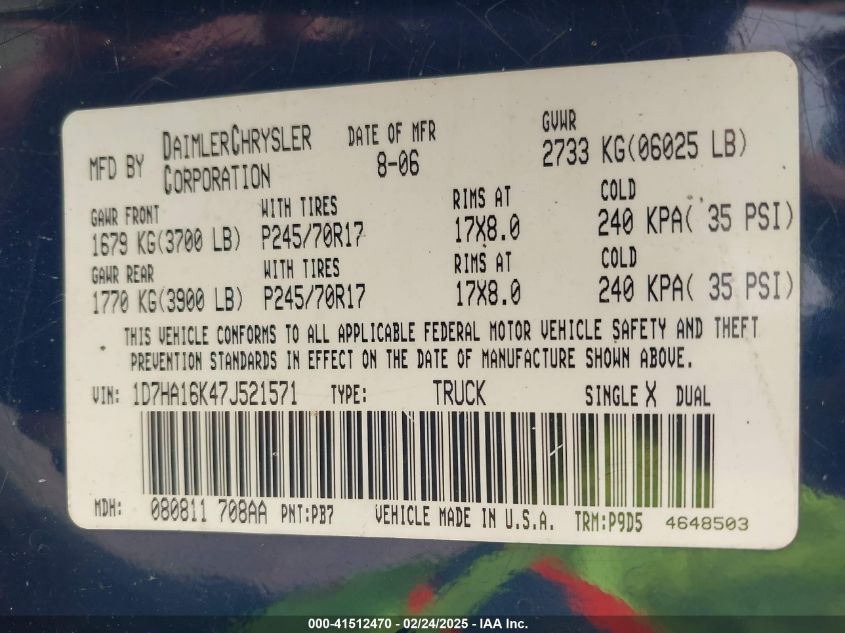 MFD BY DAIMLERCHRYSLER CORPORATION
DATE OF MFR 8-06
GVWR 2733 KG(06025 LB)
GAWR FRONT WITH TIRES RIMS AT COLD
1679 KG(3700 LB) P245/70R17 17X8.0 240 KPA( 35 PSI)
GAWR REAR WITH TIRES RIMS AT COLD
1770 KG(3900 LB) P245/70R17 17X8.0 240 KPA( 35 PSI)
THIS VEHICLE CONFORMS TO ALL APPLICABLE FEDERAL MOTOR VEHICLE SAFETY AND THEFT
PREVENTION STANDARDS IN EFFECT ON THE DATE OF MANUFACTURE SHOWN ABOVE.
VIN: 1D7HA16K47J521571 TYPE: TRUCK SINGLE X DUAL
MDH: 080811 708AA PNT:PB7 VEHICLE MADE IN U.S.A. TRM:P9D5 4648503
000-41512470 - 02/24/2025 - IAA Inc.